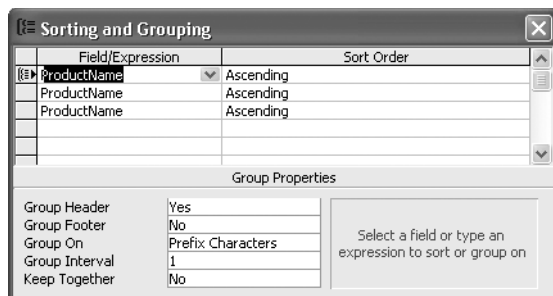 Sorting and Grouping
Field/Expression Sort Order
ProductName Ascending
ProductName Ascending
ProductName Ascending
Group Properties
Group Header Yes
Group Footer No
Group On Prefix Characters
Group Interval 1
Keep Together No
Select a field or type an
expression to sort or group on